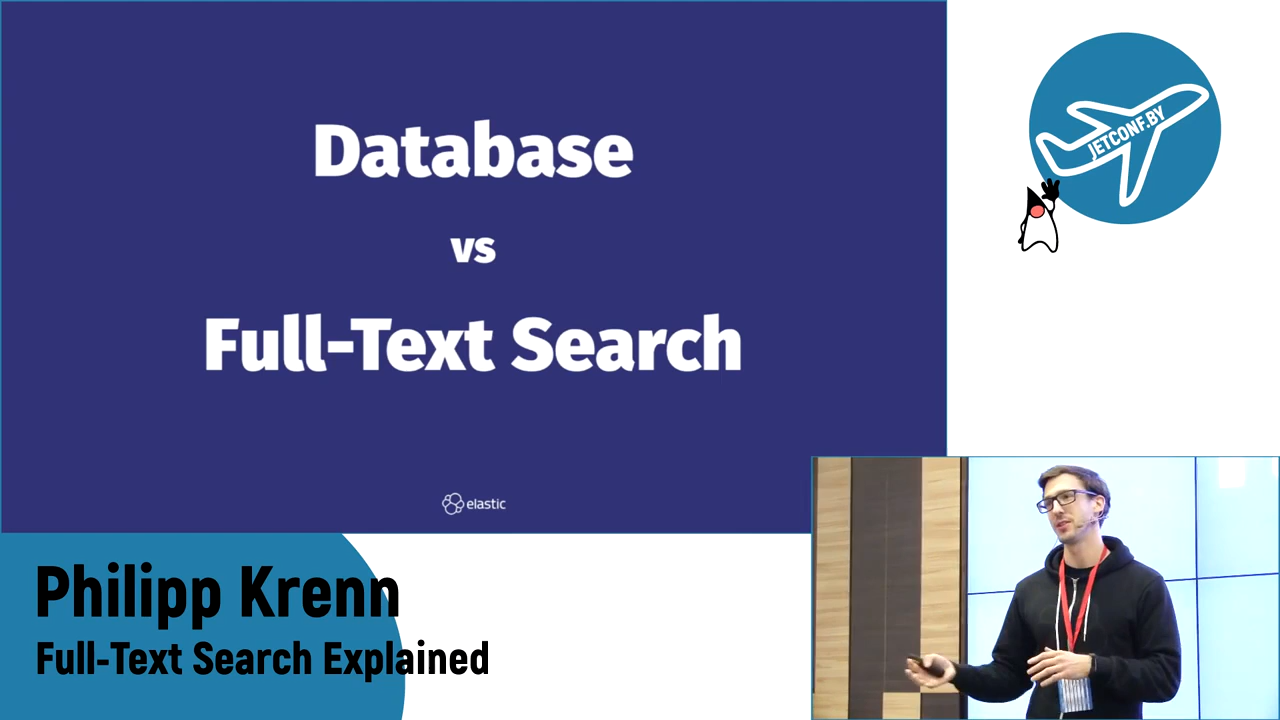 Database
vs
Full-Text Search
elastic
JETCONF.BY
Philipp Krenn
Full-Text Search Explained